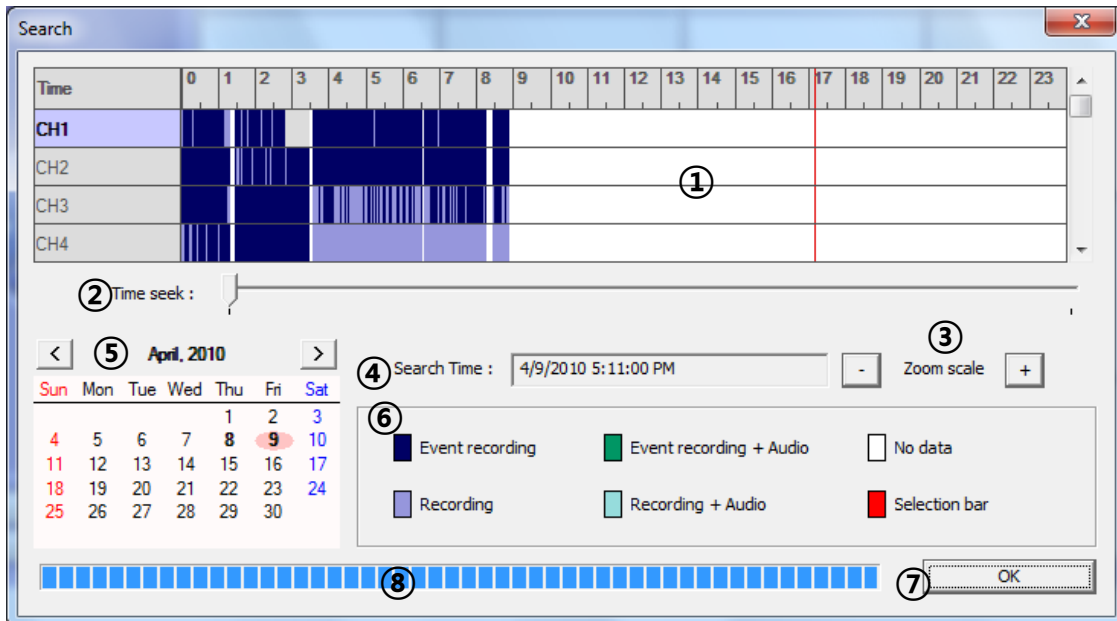 Search
Time 0 1 2 3 4 5 6 7 8 9 10 11 12 13 14 15 16 17 18 19 20 21 22 23
CH1
CH2
①
CH3
CH4
② Time seek :
< ⑤ April, 2010 >
③
④ Search Time : 4/9/2010 5:11:00 PM - Zoom scale +
Sun Mon Tue Wed Thu Fri Sat
1 2 3
4 5 6 7 8 9 10
11 12 13 14 15 16 17
18 19 20 21 22 23 24
25 26 27 28 29 30
⑥
Event recording Event recording + Audio No data
Recording Recording + Audio Selection bar
⑧ ⑦ OK